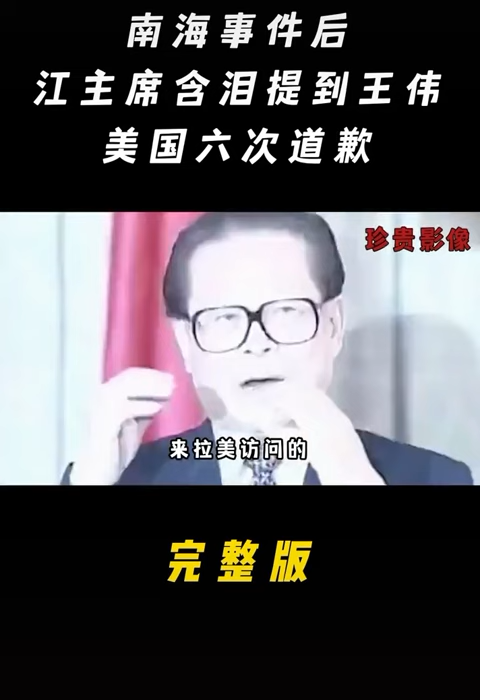 南海事件后
江主席含泪提到王伟
美国六次道歉
珍贵影像
来拉美访问的
完整版